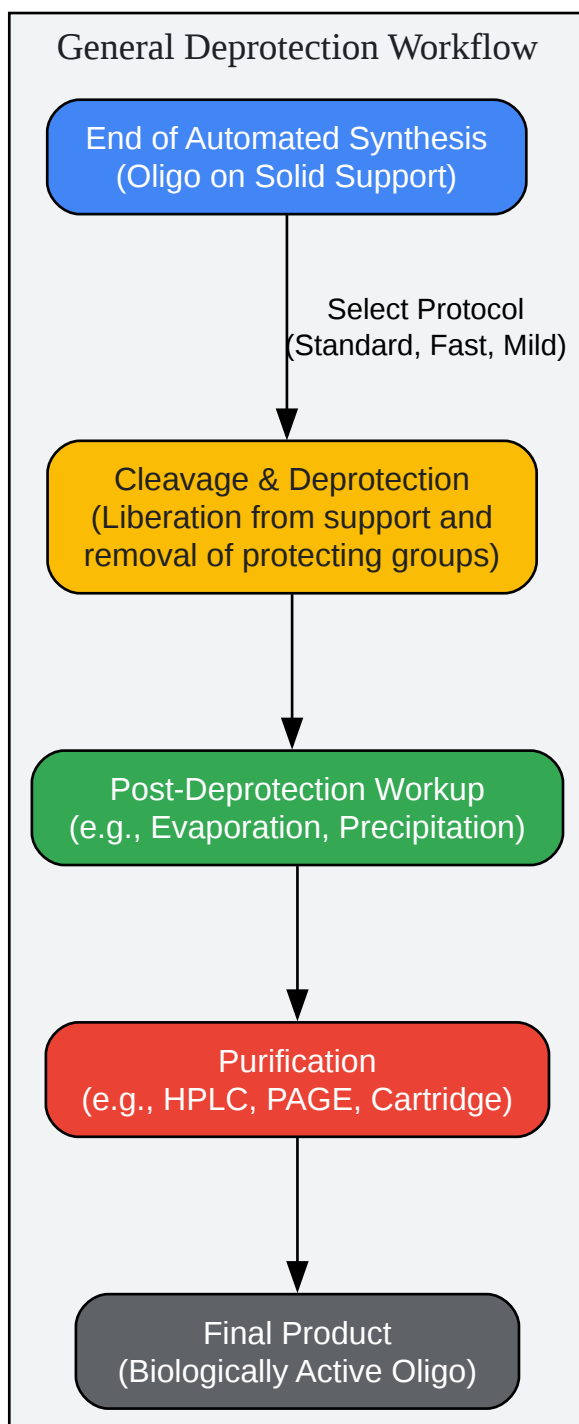 General Deprotection Workflow
End of Automated Synthesis
(Oligo on Solid Support)
Select Protocol
(Standard, Fast, Mild)
Cleavage & Deprotection
(Liberation from support and
removal of protecting groups)
Post-Deprotection Workup
(e.g., Evaporation, Precipitation)
Purification
(e.g., HPLC, PAGE, Cartridge)
Final Product
(Biologically Active Oligo)